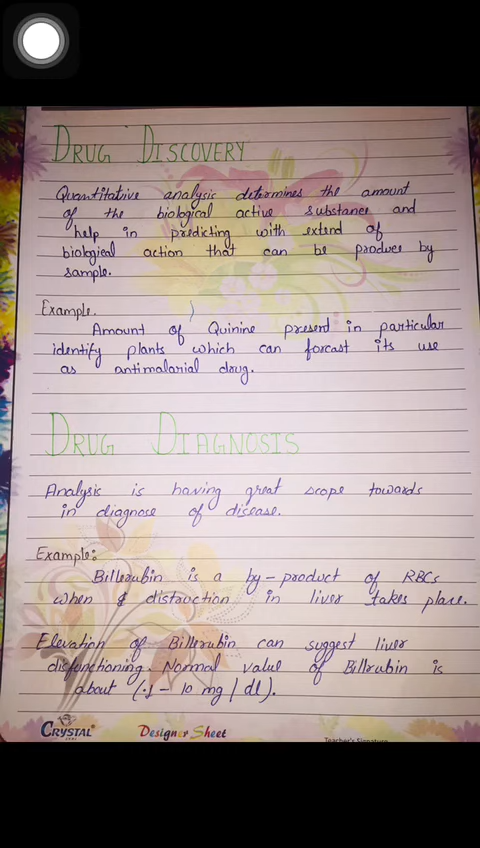 DRUG DISCOVERY
Quantitative analysis determines the amount
of the biological active substance and
help in predicting with extend of
biological action that can be produce by
sample.
Example.
Amount of Quinine present in particular
identify plants which can forcast its use
as antimalarial drug.
DRUG DIAGNOSIS
Analysis is having great scope towards
in diagnose of disease.
Example:
Billerubin is a by-product of RBCs
when & distruction in liver takes place.
Elevation of Billerubin can suggest liver
disfunctioning. Normal value of Billrubin is
about (.1 - 10 mg/dl).
CRYSTAL Designer Sheet
Teacher's Signature